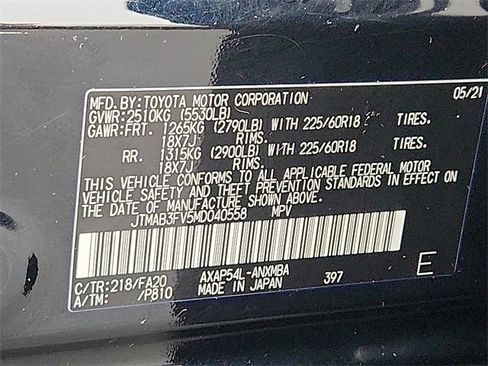 MFD. BY: TOYOTA MOTOR CORPORATION 05/21
GVWR: 2510KG (5530LB)
GAWR: FRT. 1265KG (2790LB) WITH 225/60R18 TIRES.
18X7J RIMS.
RR. 1315KG (2900LB) WITH 225/60R18 TIRES.
18X7J RIMS.
THIS VEHICLE CONFORMS TO ALL APPLICABLE FEDERAL MOTOR
VEHICLE SAFETY AND THEFT PREVENTION STANDARDS IN EFFECT ON
THE DATE OF MANUFACTURE SHOWN ABOVE.
JTMAB3FV5MD040558 MPV
C/TR: 218/FA20 AXAP54L-ANXMBA 397 E
A/TM: /P810 MADE IN JAPAN